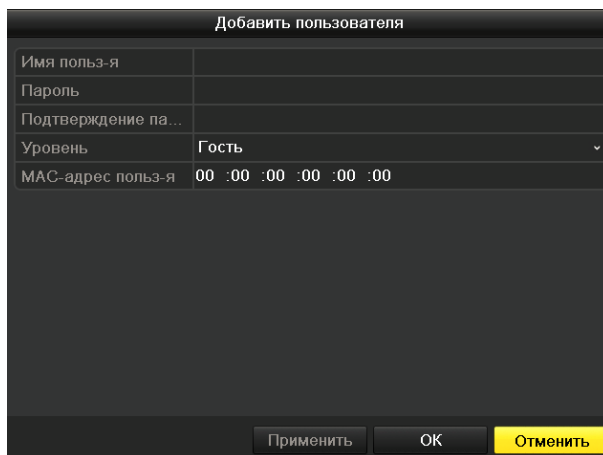 Добавить пользователя
Имя польз-я
Пароль
Подтверждение па...
Уровень Гость
MAC-адрес польз-я 00 :00 :00 :00 :00 :00
Применить OK Отменить